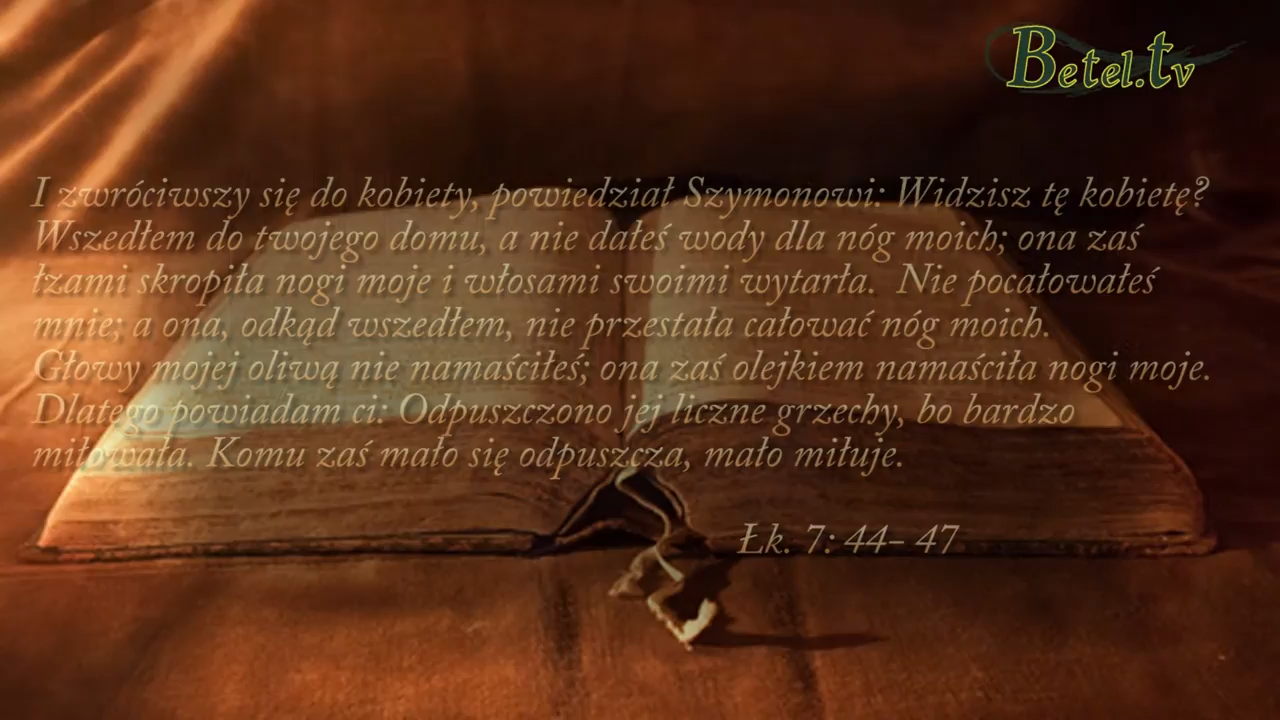 Betel.tv
I zwróciwszy się do kobiety, powiedział Szymonowi: Widzisz tę kobietę?
Wszedłem do twojego domu, a nie dałeś wody dla nóg moich; ona zaś
łzami skropiła nogi moje i włosami swoimi wytarła. Nie pocałowałeś
mnie; a ona, odkąd wszedłem, nie przestała całować nóg moich.
Głowy mojej oliwą nie namaściłeś; ona zaś olejkiem namaściła nogi moje.
Dlatego powiadam ci: Odpuszczono jej liczne grzechy, bo bardzo
miłowała. Komu zaś mało się odpuszcza, mało miłuje.
Łk. 7: 44- 47